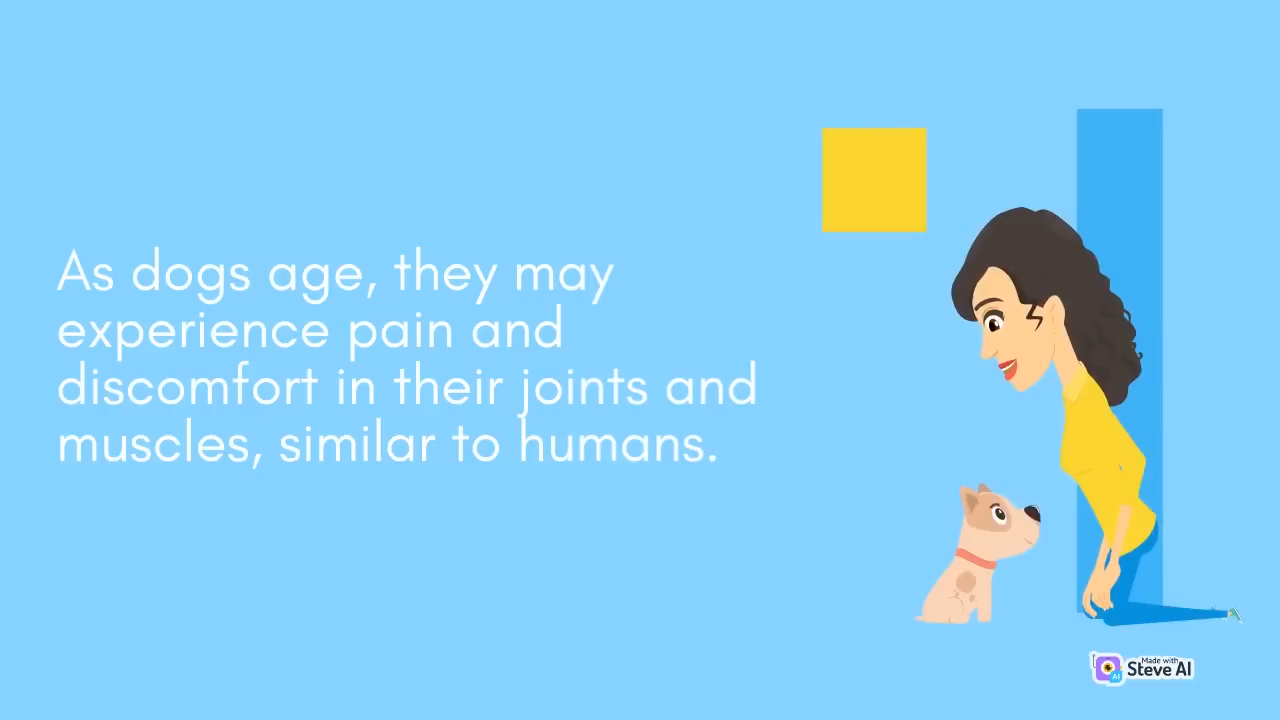 As dogs age, they may
experience pain and
discomfort in their joints and
muscles, similar to humans.
Made with
Steve AI
AI